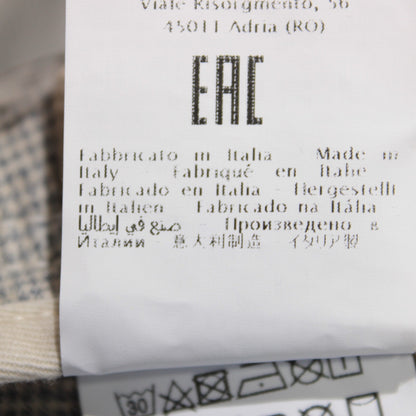 Viale Risorgimento, 56
45011 Adria (RO)
EAC
Fabbricato in Italia - Made in
Italy - Fabriqué en Italie -
Fabricado en Italia - Hergestellt
in Italien - Fabricado na Itália -
صنع في إيطاليا - Произведено в
Италии - 意大利制造 - イタリア製
30